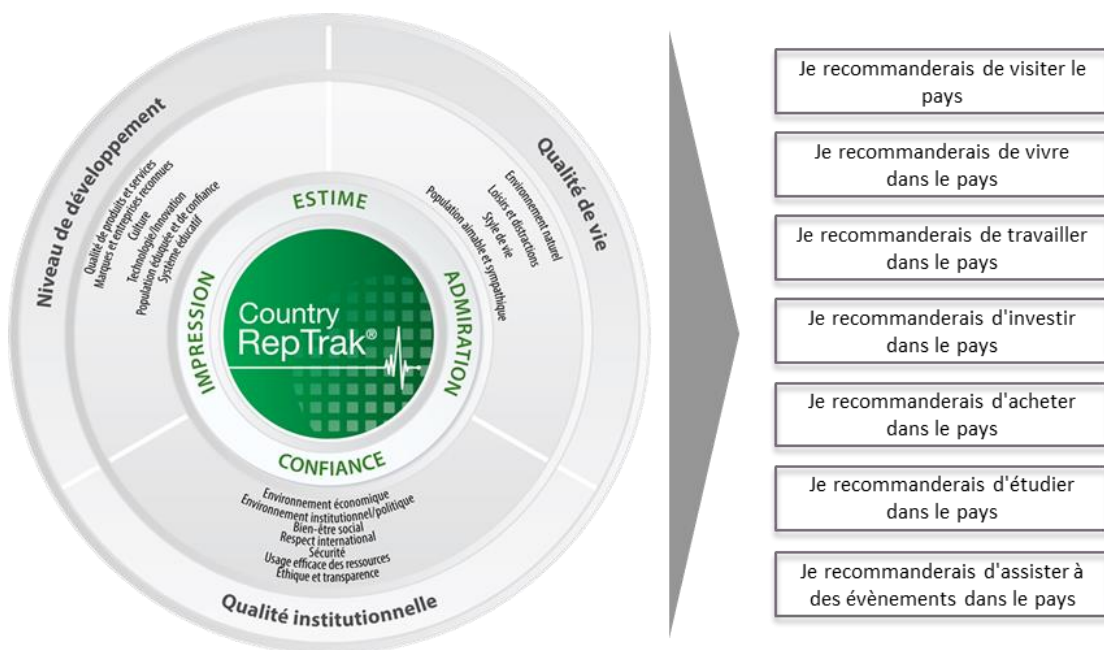 Niveau de développement
Qualité de produits et services
Marques et entreprises reconnues
Culture
Technologie/Innovation
Population éduquée et de confiance
Système éducatif
Qualité de vie
Environnement naturel
Loisirs et distractions
Style de vie
Population aimable et sympathique
ESTIME
ADMIRATION
IMPRESSION
CONFIANCE
Country
RepTrak®
Environnement économique
Environnement institutionnel/politique
Bien-être social
Respect international
Sécurité
Usage efficace des ressources
Éthique et transparence
Qualité institutionnelle
Je recommanderais de visiter le
pays
Je recommanderais de vivre
dans le pays
Je recommanderais de travailler
dans le pays
Je recommanderais d'investir
dans le pays
Je recommanderais d'acheter
dans le pays
Je recommanderais d'étudier
dans le pays
Je recommanderais d'assister à
des évènements dans le pays